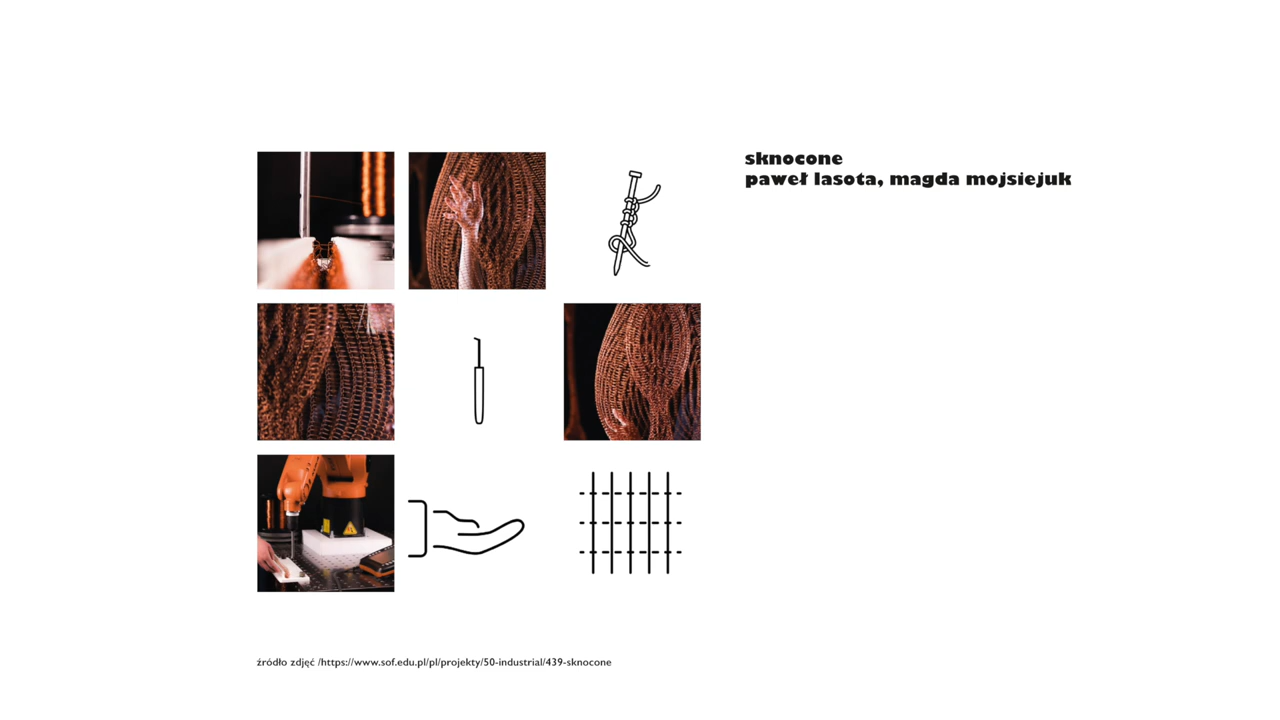 sknocone
paweł lasota, magda mojsiejuk
źródło zdjęć /https://www.sof.edu.pl/pl/projekty/50-industrial/439-sknocone